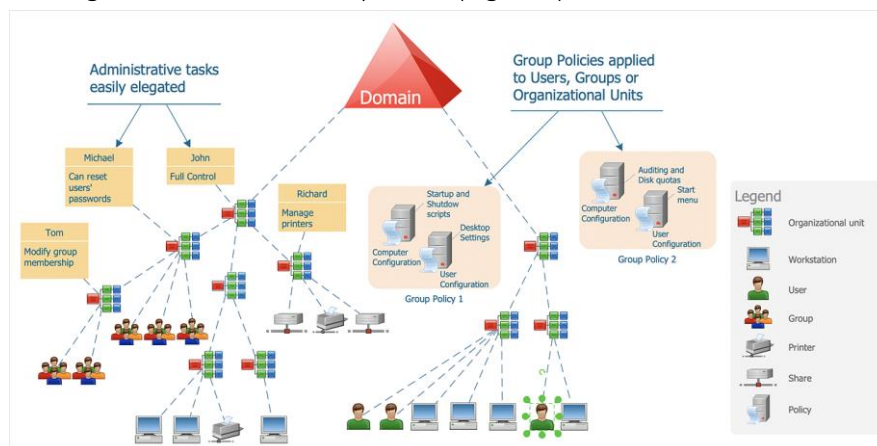 Administrative tasks
easily elegated
Domain
Group Policies applied
to Users, Groups or
Organizational Units
Michael
Can reset
users'
passwords
John
Full Control
Richard
Manage
printers
Tom
Modify group
membership
Startup and
Shutdow
scripts
Computer
Configuration
Desktop
Settings
User
Configuration
Group Policy 1
Auditing and
Disk quotas
Computer
Configuration
Start
menu
User
Configuration
Group Policy 2
Legend
Organizational unit
Workstation
User
Group
Printer
Share
Policy